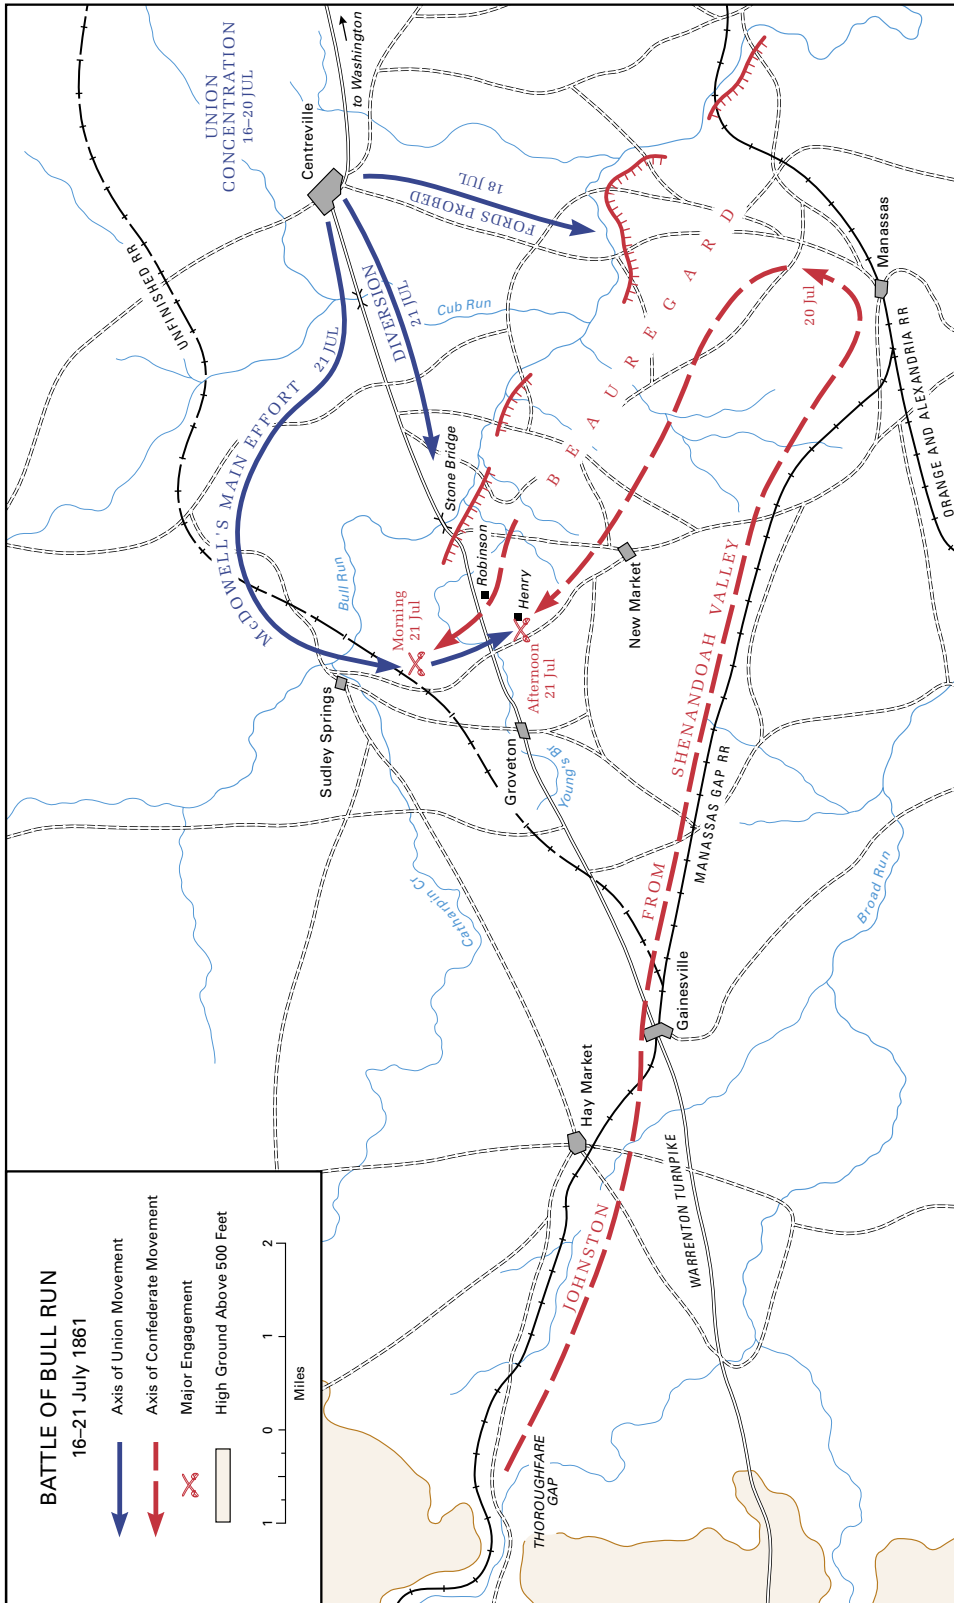 BATTLE OF BULL RUN
16–21 July 1861
Axis of Union Movement
Axis of Confederate Movement
Major Engagement
High Ground Above 500 Feet
1 0 1 2
Miles
UNION
CONCENTRATION
16–20 JUL
to Washington
Centreville
UNFINISHED RR
FORDS PROBED
18 JUL
DIVERSION
21 JUL
McDOWELL'S MAIN EFFORT 21 JUL
Cub Run
Stone Bridge
Bull Run
Robinson
Henry
Morning
21 Jul
Afternoon
21 Jul
Sudley Springs
Groveton
Young's Br
New Market
BEAUREGARD
20 Jul
Manassas
ORANGE AND ALEXANDRIA RR
MANASSAS GAP RR
JOHNSTON FROM SHENANDOAH VALLEY
Catharpin Cr
Broad Run
Gainesville
Hay Market
WARRENTON TURNPIKE
THOROUGHFARE
GAP